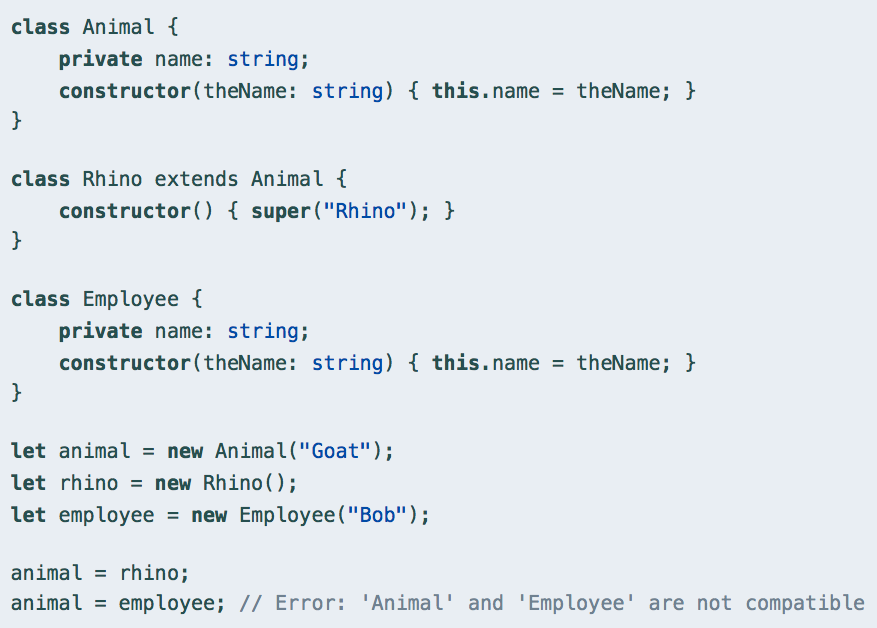 class Animal {
    private name: string;
    constructor(theName: string) { this.name = theName; }
}

class Rhino extends Animal {
    constructor() { super("Rhino"); }
}

class Employee {
    private name: string;
    constructor(theName: string) { this.name = theName; }
}

let animal = new Animal("Goat");
let rhino = new Rhino();
let employee = new Employee("Bob");

animal = rhino;
animal = employee; // Error: 'Animal' and 'Employee' are not compatible